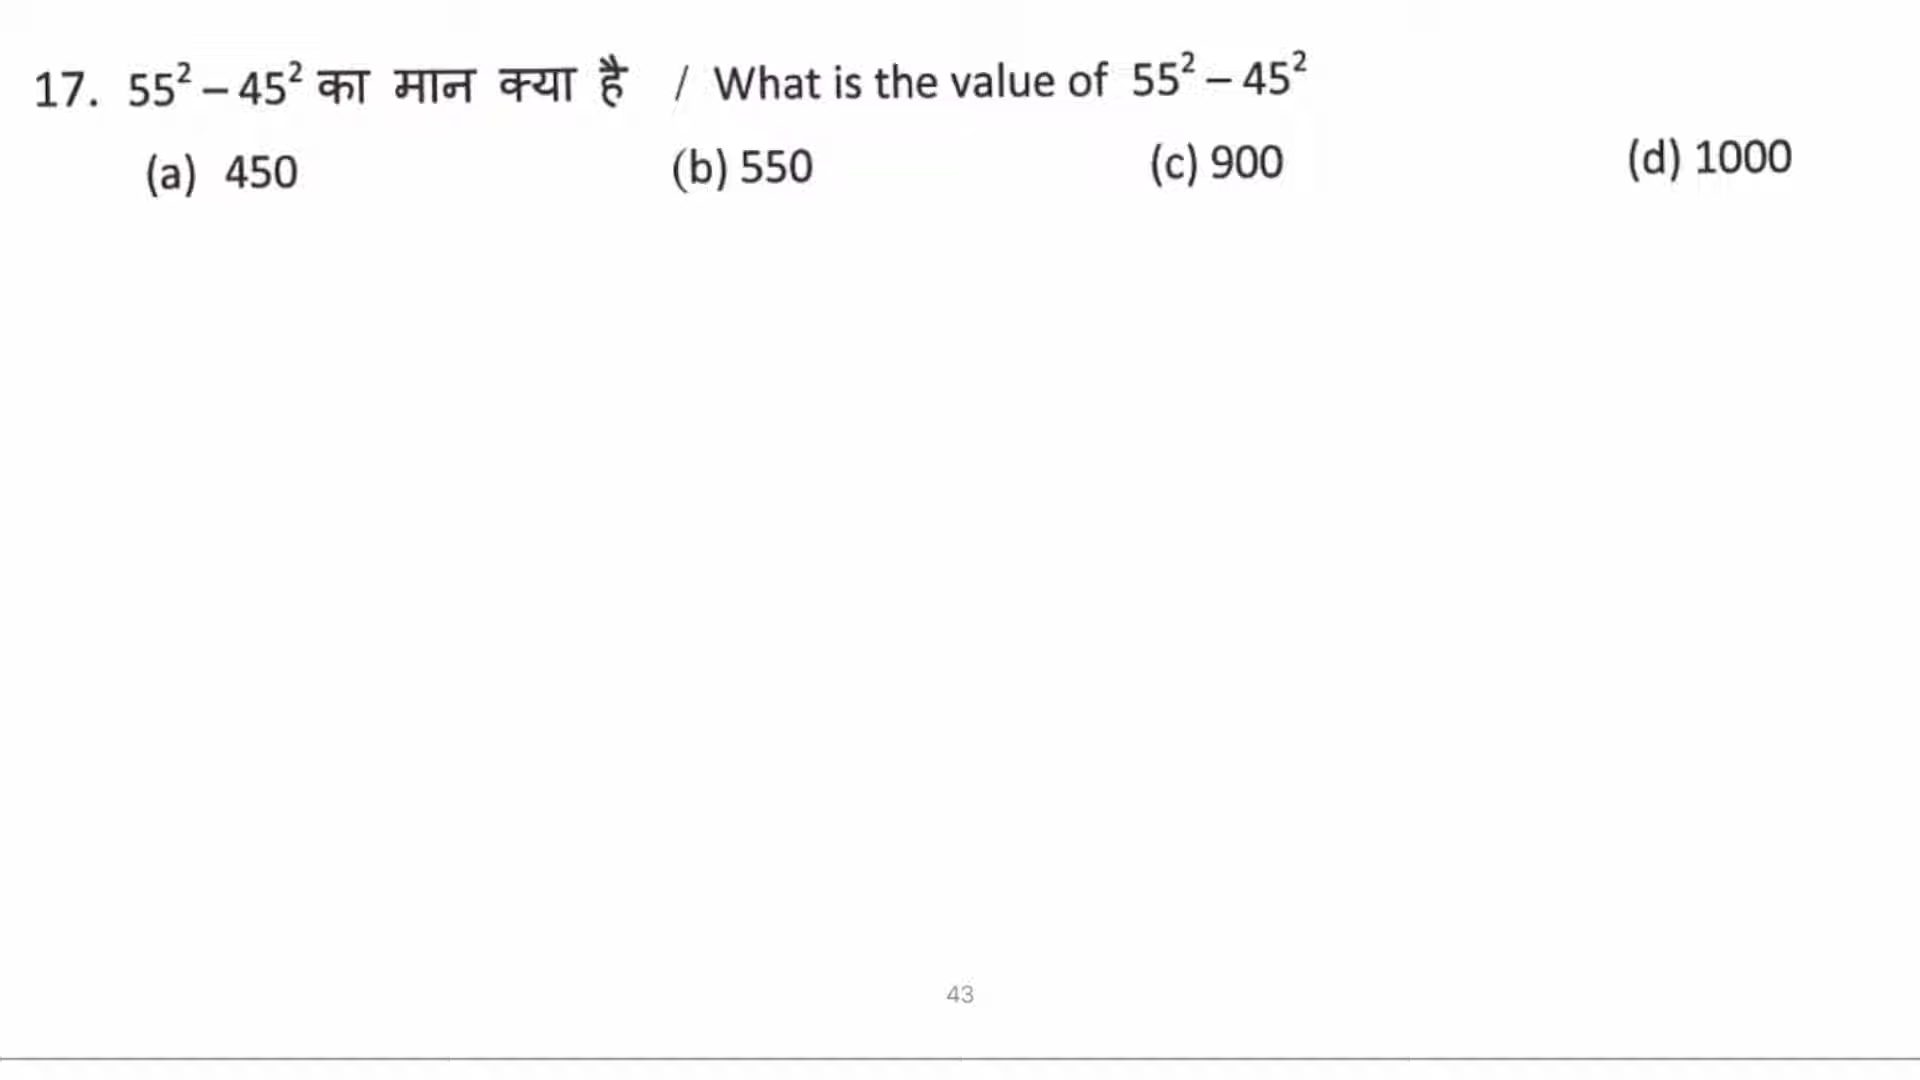 17. 55² – 45² का मान क्या है / What is the value of 55² – 45²
(a) 450 (b) 550 (c) 900 (d) 1000
43